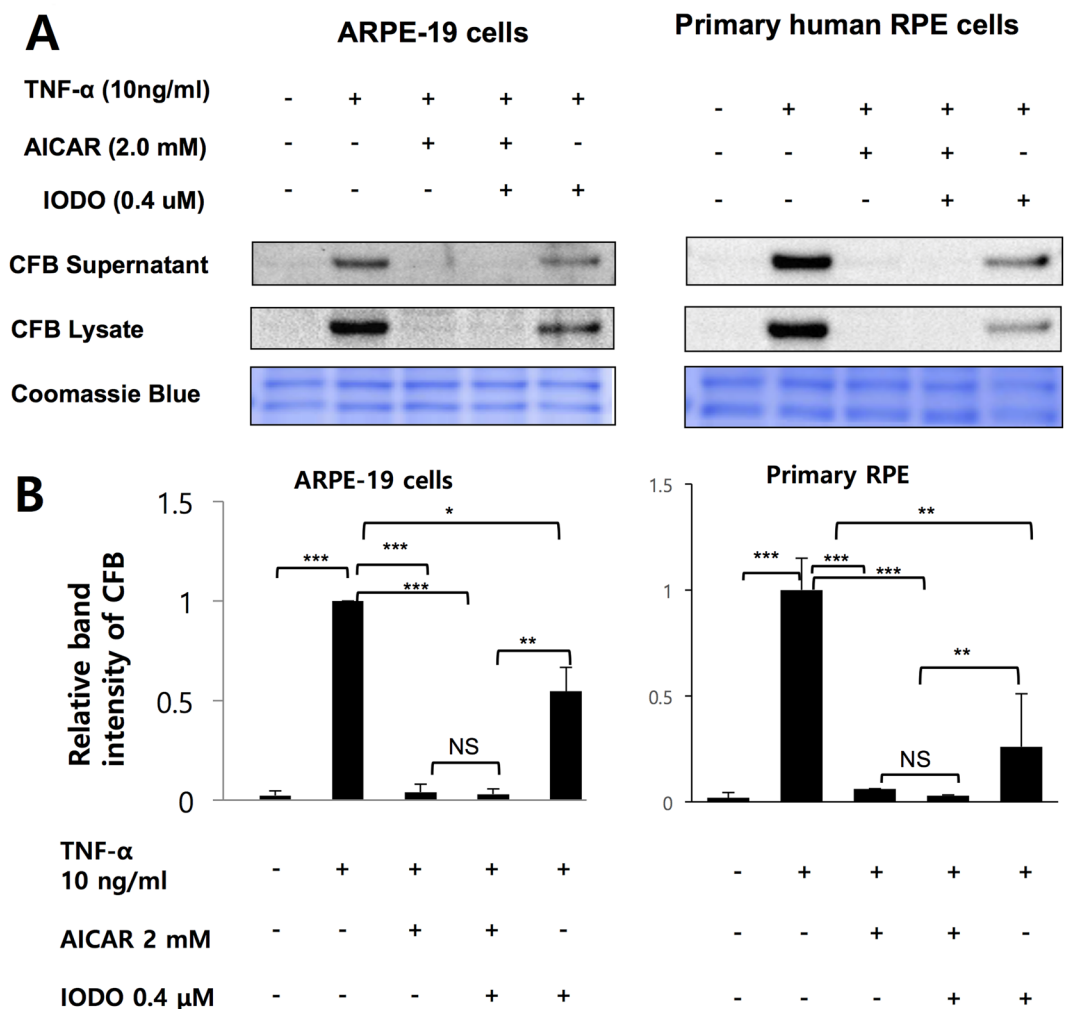 A
ARPE-19 cells
Primary human RPE cells
TNF-α (10ng/ml) - + + + + - + + + +
AICAR (2.0 mM) - - + + - - - + + -
IODO (0.4 uM) - - - + + - - - + +
CFB Supernatant
CFB Lysate
Coomassie Blue
B
ARPE-19 cells
Primary RPE
Relative band
intensity of CFB
1.5
1
0.5
0
*
***
***
***
**
NS
1.5
1
0.5
0
**
***
***
***
**
NS
TNF-α
10 ng/ml - + + + + - + + + +
AICAR 2 mM - - + + - - - + + -
IODO 0.4 μM - - - + + - - - + +